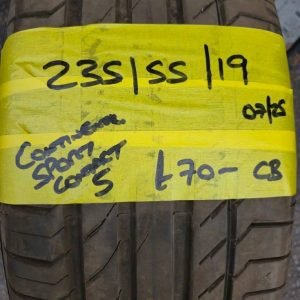 235/55/19
07/25
CONTINENTAL
SPORT
CONTACT
5
£70- CB